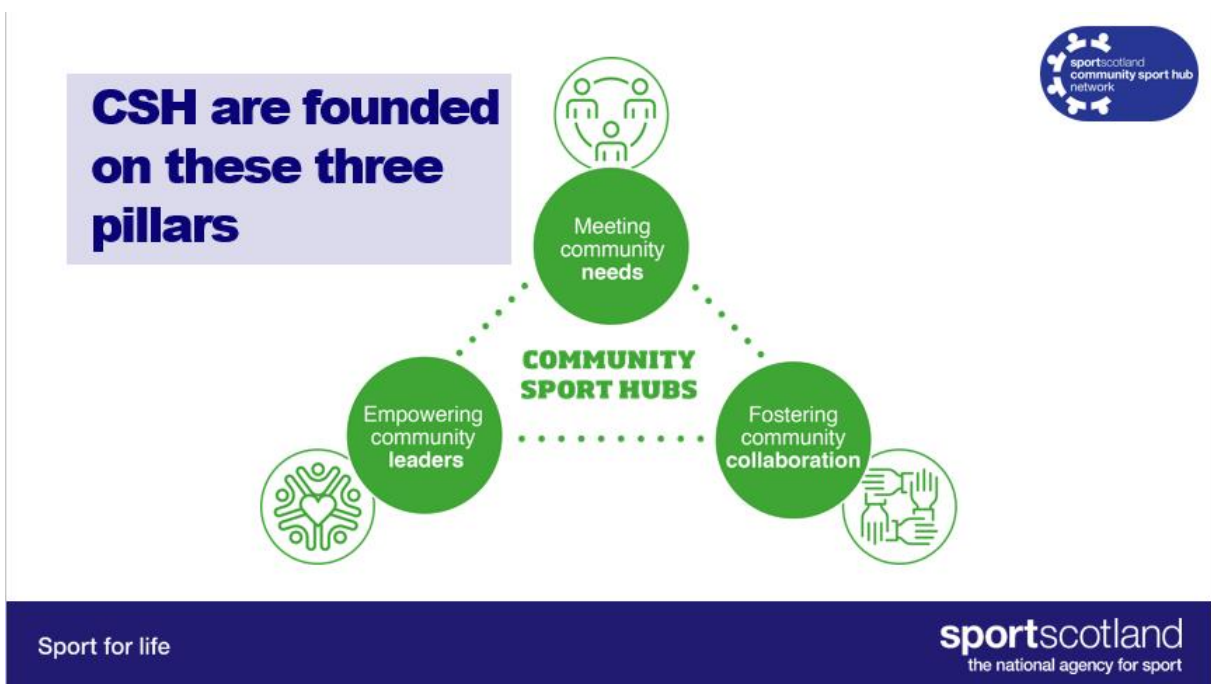 CSH are founded
on these three
pillars
sportscotland
community sport hub
network
Meeting
community
needs
COMMUNITY
SPORT HUBS
Empowering
community
leaders
Fostering
community
collaboration
Sport for life
sportscotland
the national agency for sport